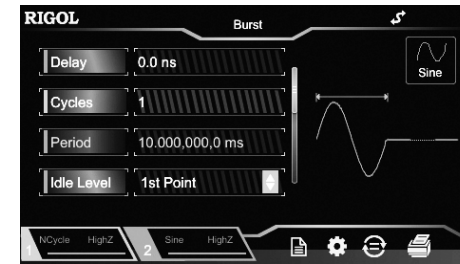 RIGOL
Burst
Delay 0.0 ns
Sine
Cycles 1
Period 10.000,000,0 ms
Idle Level 1st Point
1 NCycle HighZ
2 Sine HighZ